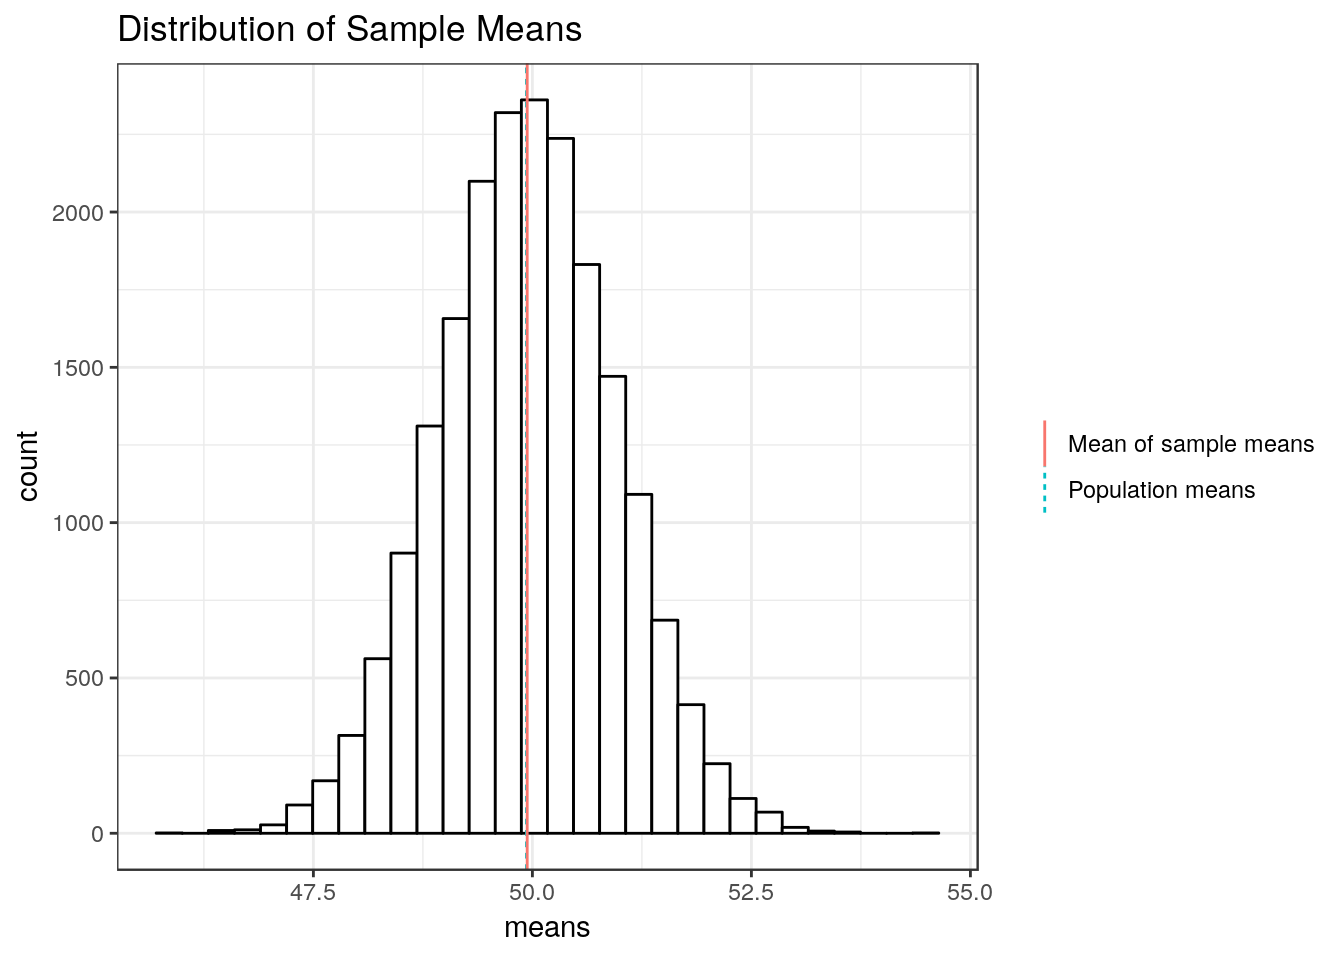 Distribution of Sample Means
count
2000
1500
1000
500
0
47.5 50.0 52.5 55.0
means
Mean of sample means
Population means